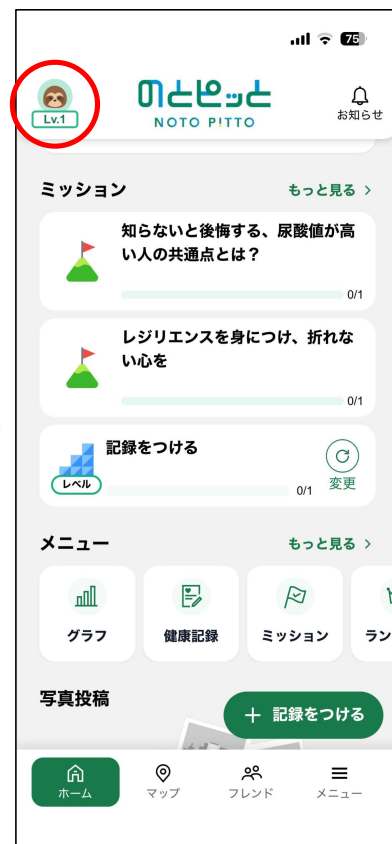 75
Lv.1
のとピッと
NOTO P!TTO
お知らせ
ミッション
もっと見る >
知らないと後悔する、尿酸値が高
い人の共通点とは？
0/1
レジリエンスを身につけ、折れな
い心を
0/1
記録をつける
レベル
0/1
変更
メニュー
もっと見る >
グラフ
健康記録
ミッション
ラン
写真投稿
＋ 記録をつける
ホーム
マップ
フレンド
メニュー